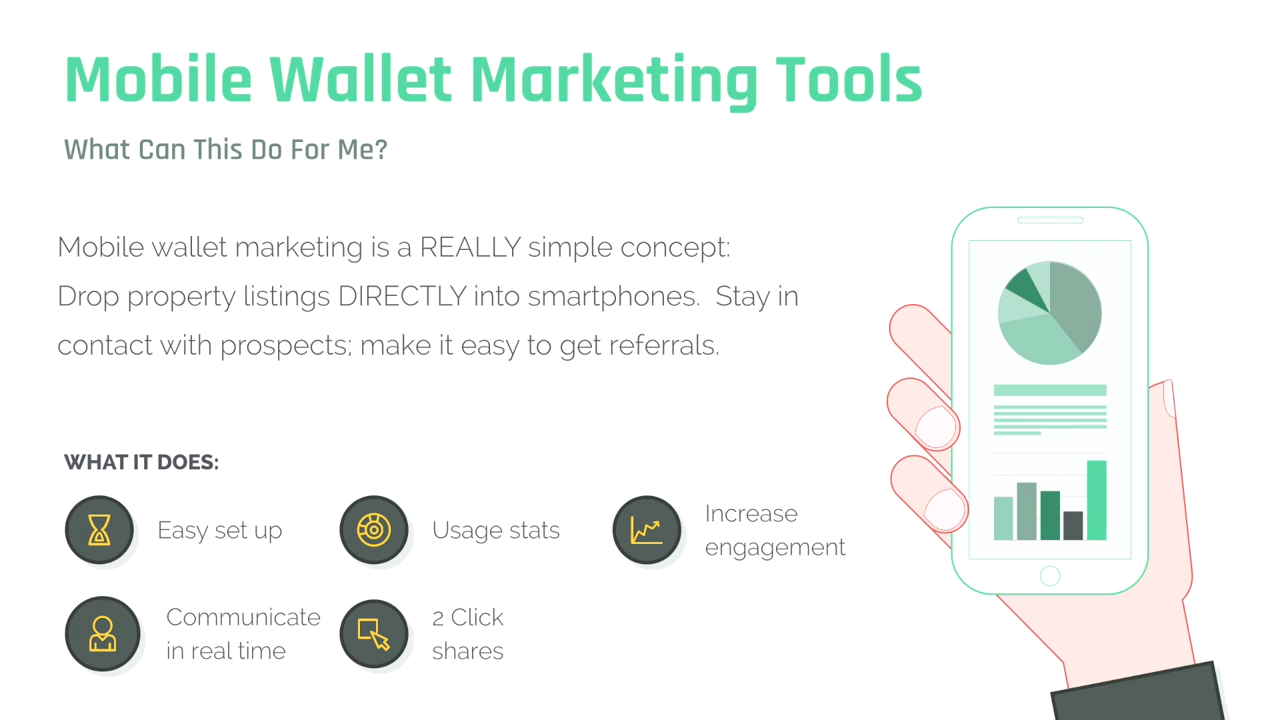 Mobile Wallet Marketing Tools
What Can This Do For Me?
Mobile wallet marketing is a REALLY simple concept:
Drop property listings DIRECTLY into smartphones.  Stay in
contact with prospects; make it easy to get referrals.
WHAT IT DOES:
Easy set up
Usage stats
Increase
engagement
Communicate
in real time
2 Click
shares